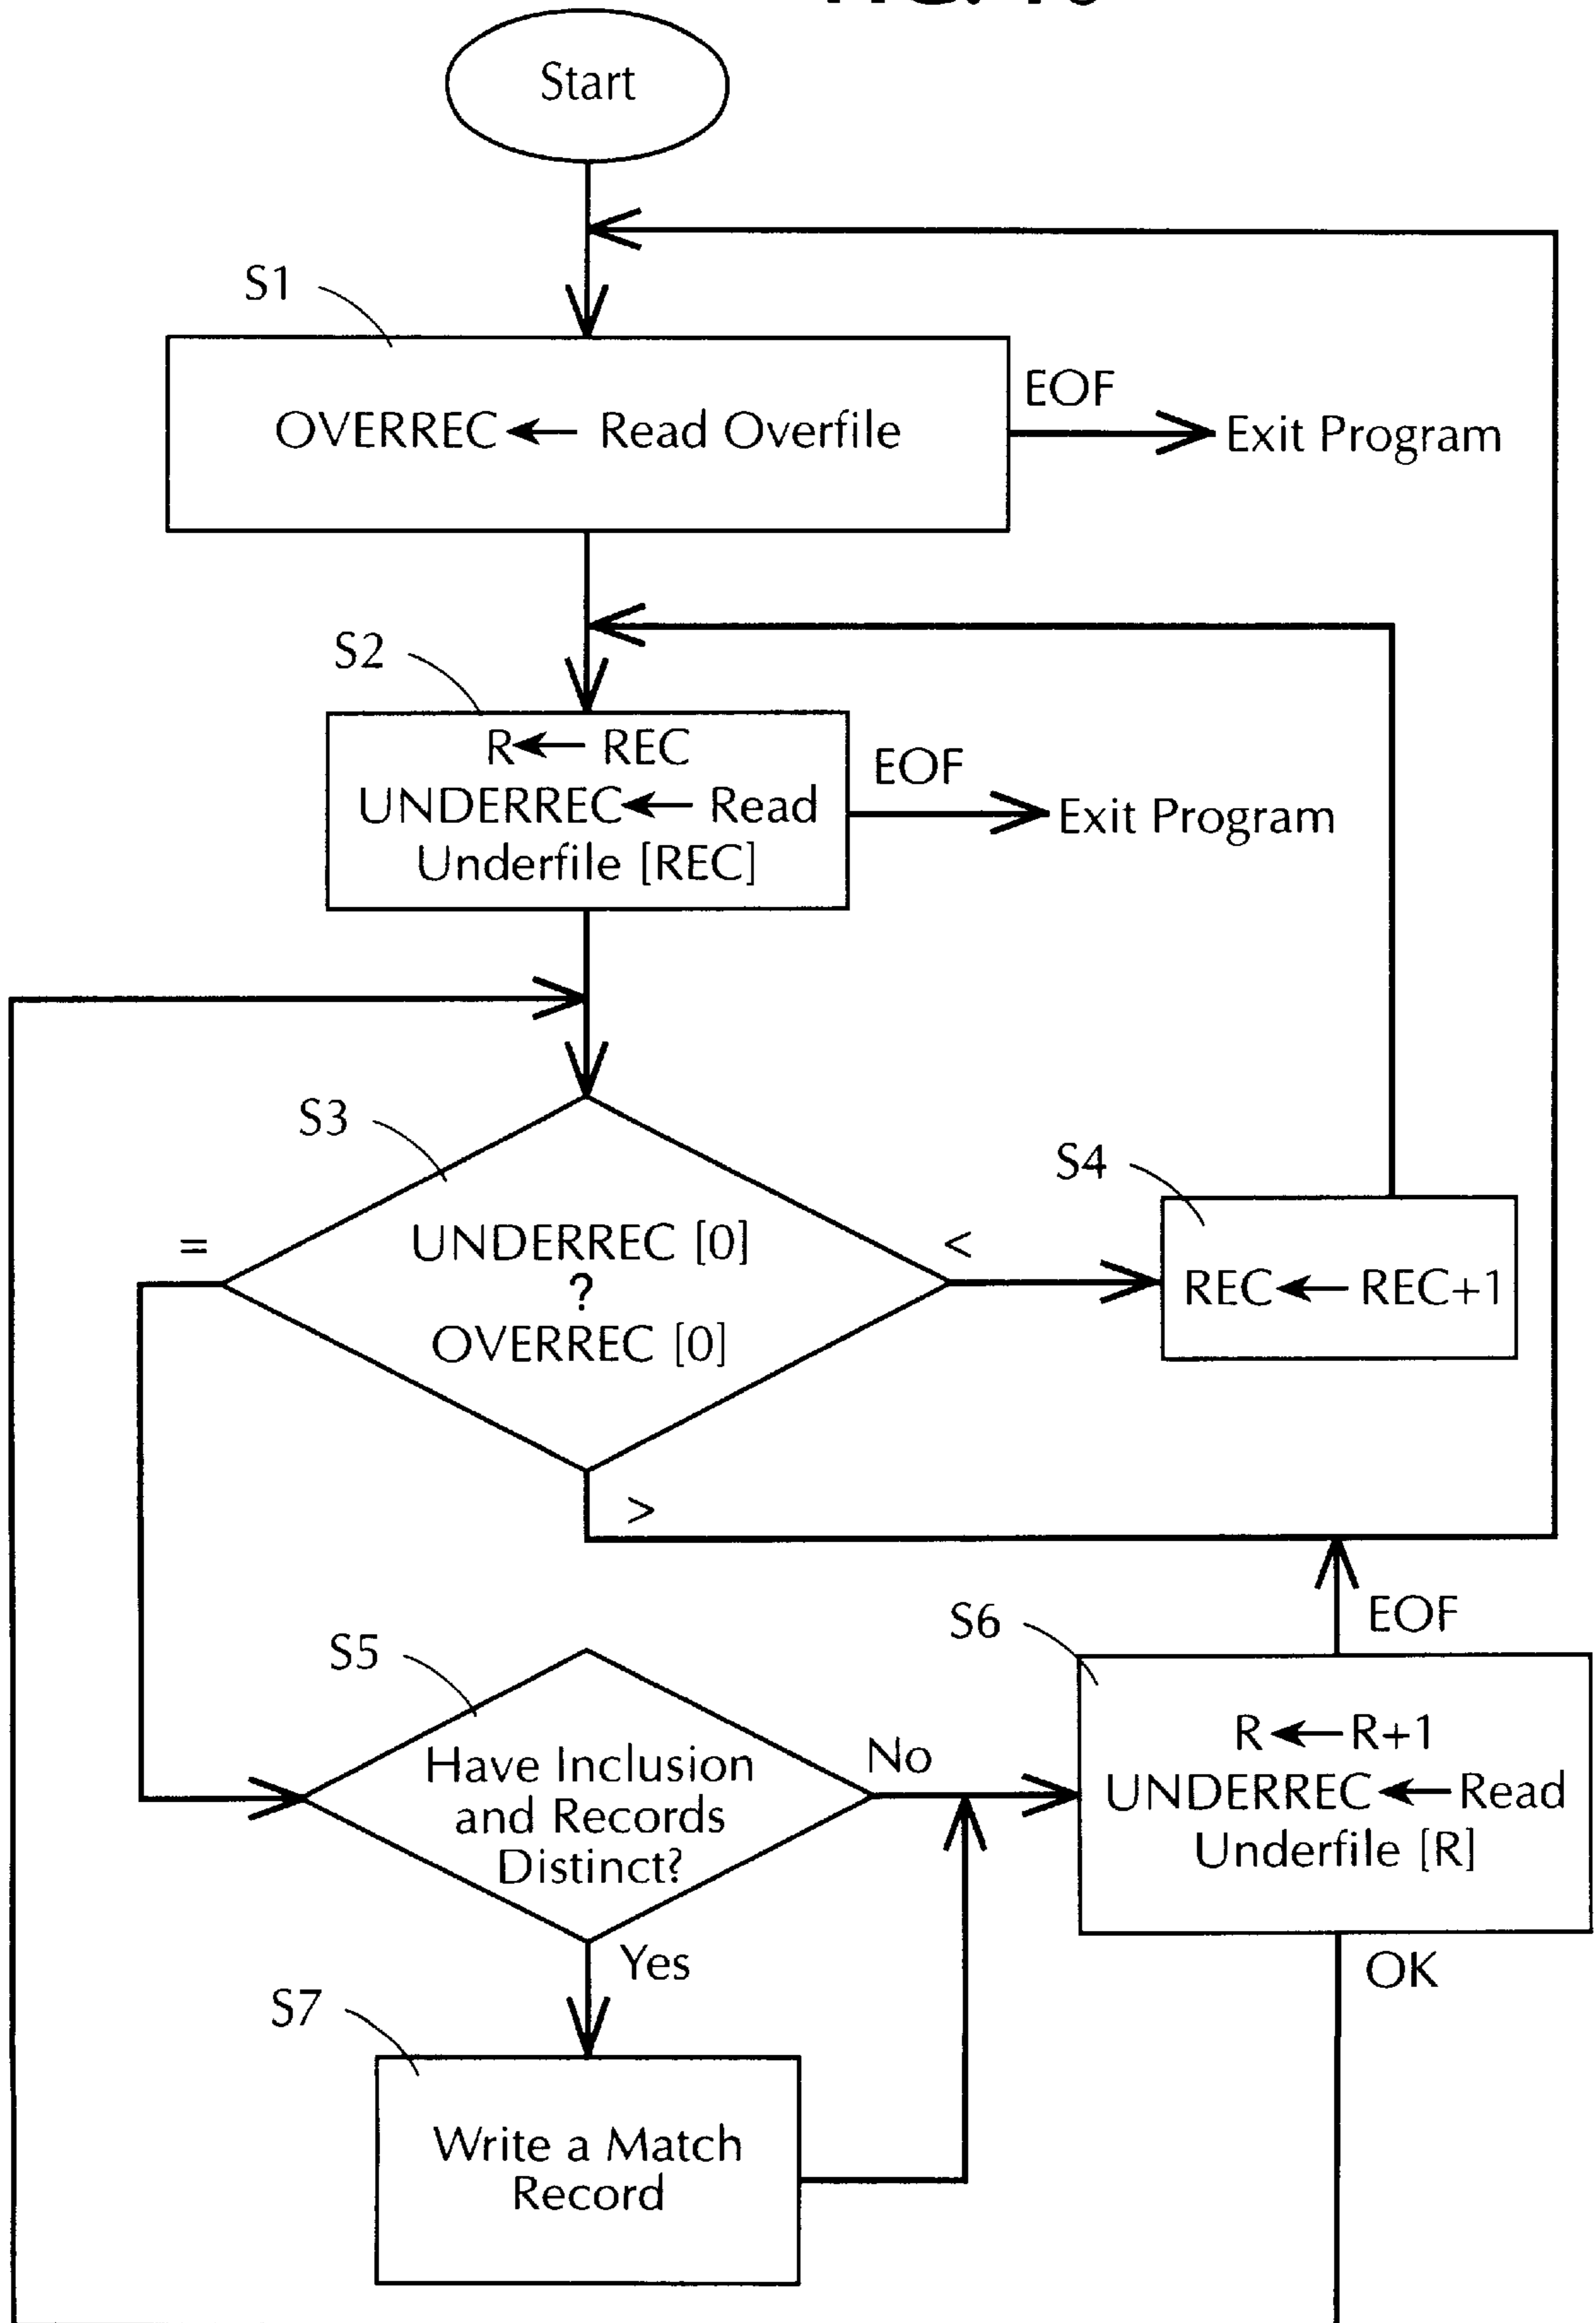 Start
S1
OVERREC ← Read Overfile
EOF
Exit Program
S2
R ← REC
UNDERREC ← Read
Underfile [REC]
EOF
Exit Program
S3
UNDERREC [0]
?
OVERREC [0]
=
<
>
S4
REC ← REC+1
S5
Have Inclusion
and Records
Distinct?
No
Yes
S6
EOF
R ← R+1
UNDERREC ← Read
Underfile [R]
OK
S7
Write a Match
Record